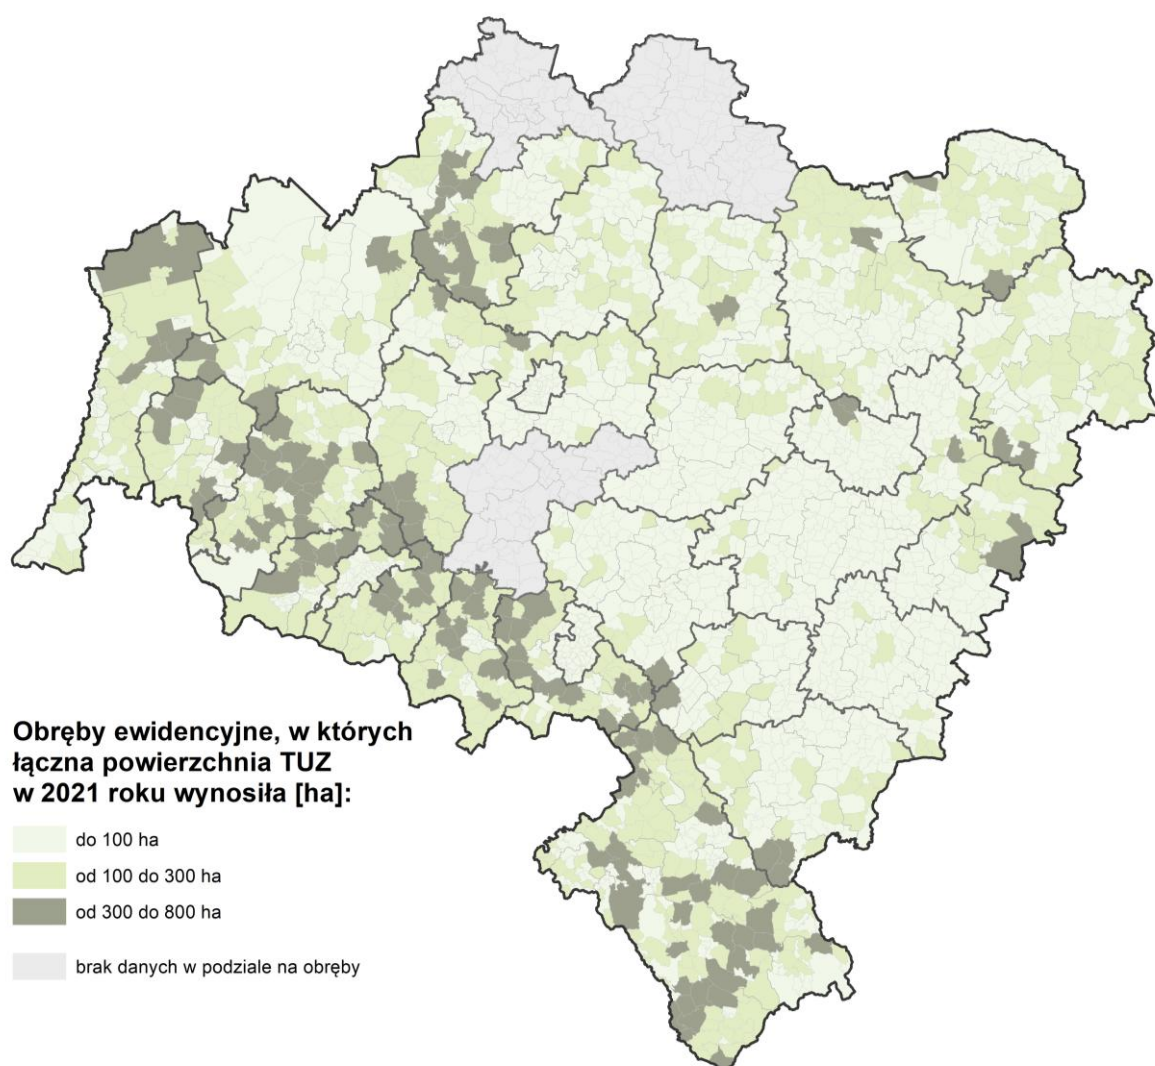 Obręby ewidencyjne, w których
łączna powierzchnia TUZ
w 2021 roku wynosiła [ha]:
do 100 ha
od 100 do 300 ha
od 300 do 800 ha
brak danych w podziale na obręby